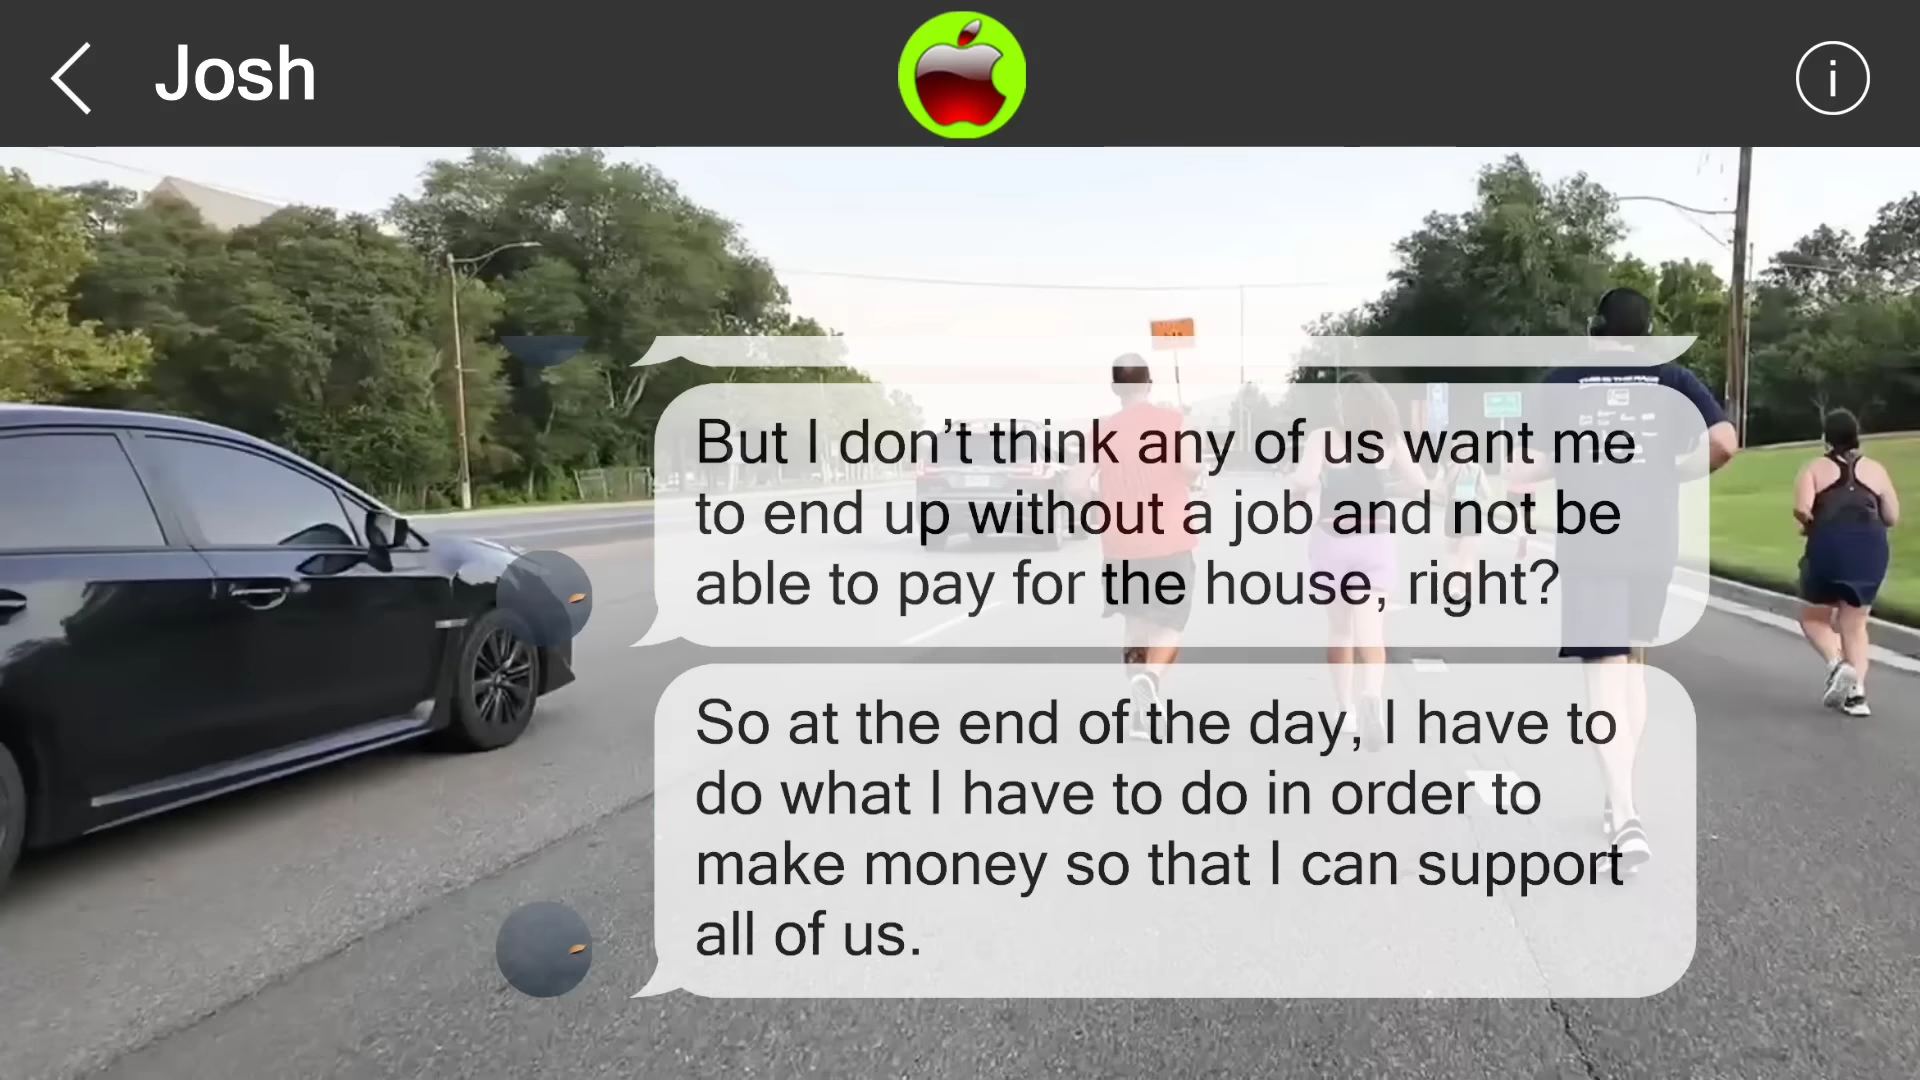 Josh
i
But I don’t think any of us want me
to end up without a job and not be
able to pay for the house, right?
So at the end of the day, I have to
do what I have to do in order to
make money so that I can support
all of us.